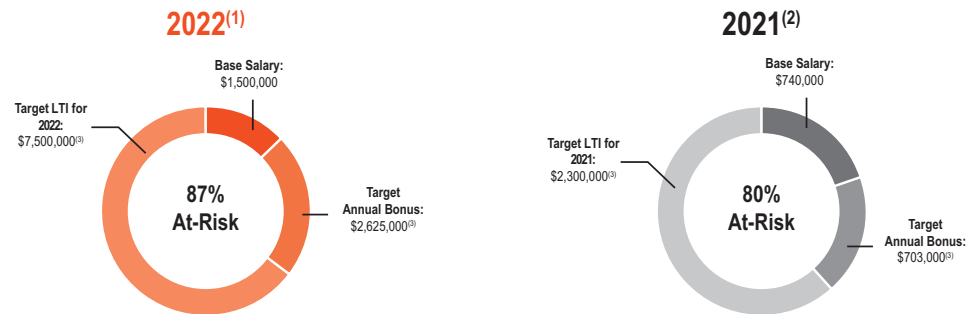 2022(1)
Base Salary:
$1,500,000
Target LTI for
2022:
$7,500,000(3)
87%
At-Risk
Target
Annual Bonus:
$2,625,000(3)
2021(2)
Base Salary:
$740,000
Target LTI for
2021:
$2,300,000(3)
80%
At-Risk
Target
Annual Bonus:
$703,000(3)